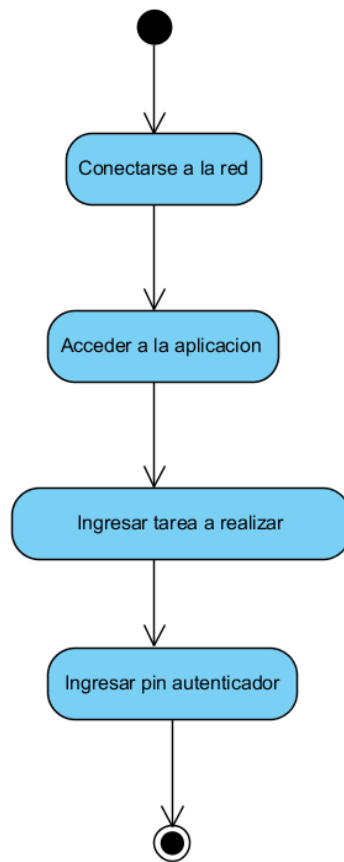 Conectarse a la red
Acceder a la aplicacion
Ingresar tarea a realizar
Ingresar pin autenticador